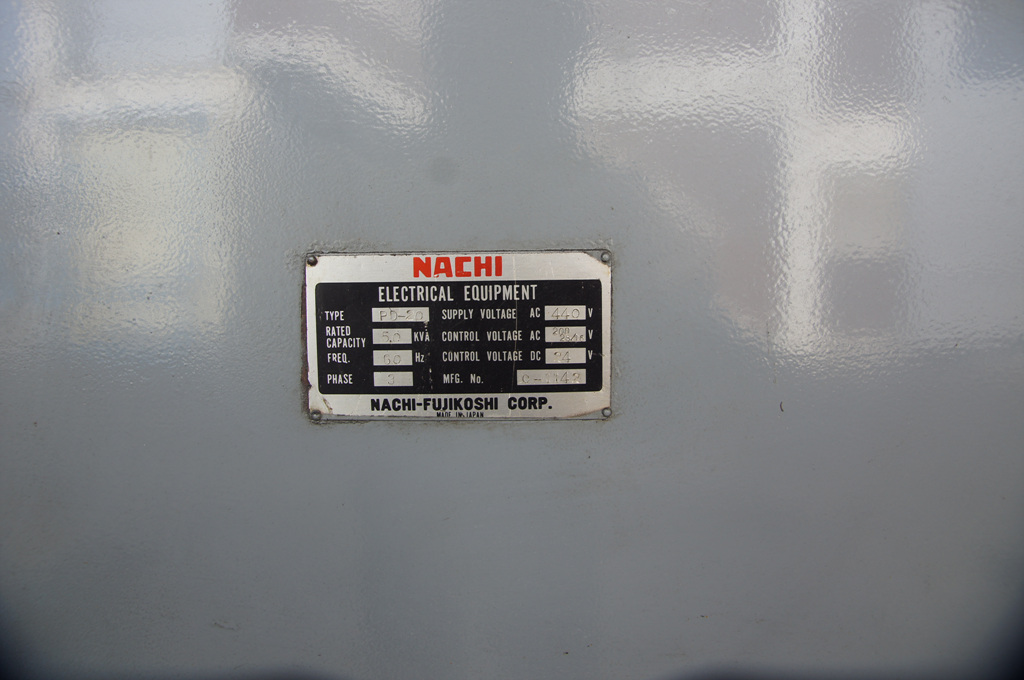 NACHI
ELECTRICAL EQUIPMENT
TYPE SUPPLY VOLTAGE AC 440 V
RATED CAPACITY KVA CONTROL VOLTAGE AC V
FREQ. 60 Hz CONTROL VOLTAGE DC 24 V
PHASE 3 MFG. No.
NACHI-FUJIKOSHI CORP.
MADE IN JAPAN